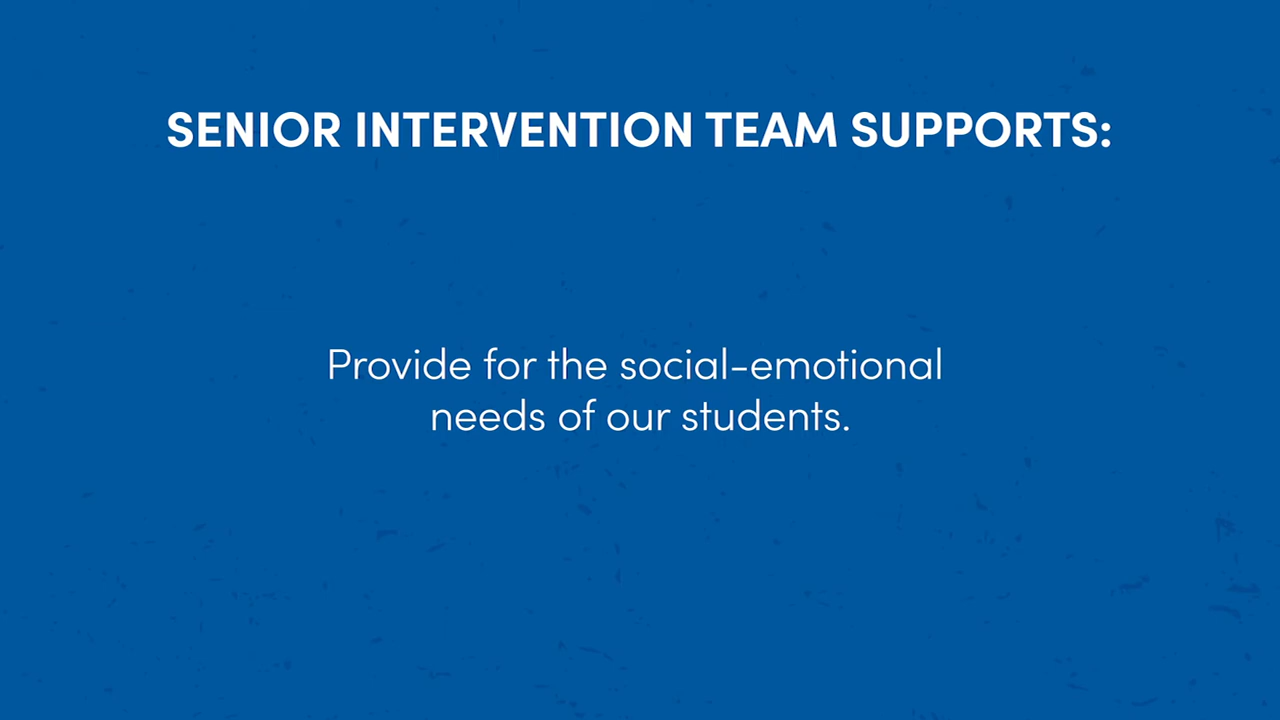 SENIOR INTERVENTION TEAM SUPPORTS:
Provide for the social-emotional
needs of our students.